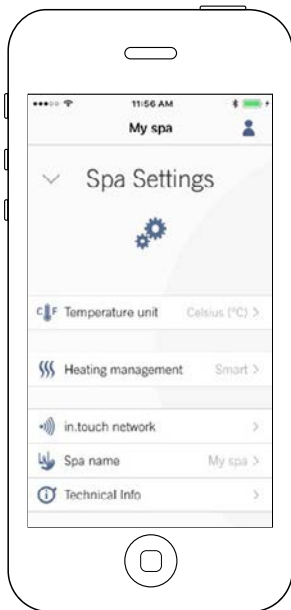 11:56 AM
My spa
Spa Settings
C F Temperature unit Celsius (°C) >
Heating management Smart >
in.touch network >
Spa name My spa >
Technical Info >